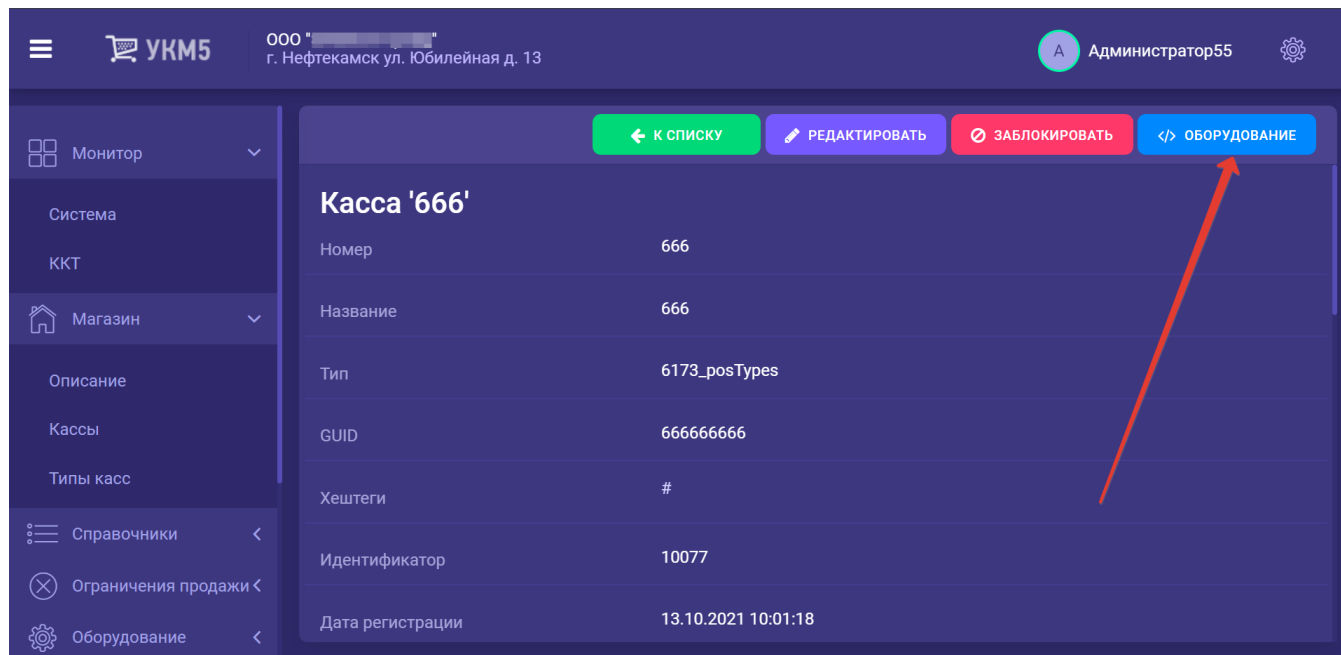 УКМ5
ООО " "
г. Нефтекамск ул. Юбилейная д. 13
А
Администратор55
Монитор
Система
ККТ
Магазин
Описание
Кассы
Типы касс
Справочники
Ограничения продажи
Оборудование
К СПИСКУ
РЕДАКТИРОВАТЬ
ЗАБЛОКИРОВАТЬ
</> ОБОРУДОВАНИЕ
Касса '666'
Номер 666
Название 666
Тип 6173_posTypes
GUID 666666666
Хештеги #
Идентификатор 10077
Дата регистрации 13.10.2021 10:01:18